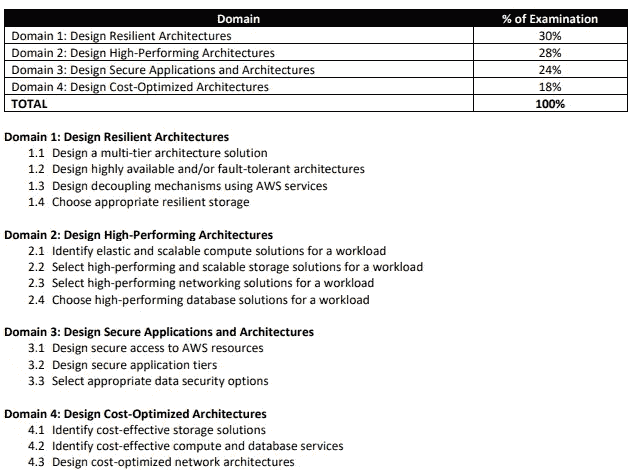 Domain % of Examination
Domain 1: Design Resilient Architectures 30%
Domain 2: Design High-Performing Architectures 28%
Domain 3: Design Secure Applications and Architectures 24%
Domain 4: Design Cost-Optimized Architectures 18%
TOTAL 100%
Domain 1: Design Resilient Architectures
1.1 Design a multi-tier architecture solution
1.2 Design highly available and/or fault-tolerant architectures
1.3 Design decoupling mechanisms using AWS services
1.4 Choose appropriate resilient storage
Domain 2: Design High-Performing Architectures
2.1 Identify elastic and scalable compute solutions for a workload
2.2 Select high-performing and scalable storage solutions for a workload
2.3 Select high-performing networking solutions for a workload
2.4 Choose high-performing database solutions for a workload
Domain 3: Design Secure Applications and Architectures
3.1 Design secure access to AWS resources
3.2 Design secure application tiers
3.3 Select appropriate data security options
Domain 4: Design Cost-Optimized Architectures
4.1 Identify cost-effective storage solutions
4.2 Identify cost-effective compute and database services
4.3 Design cost-optimized network architectures